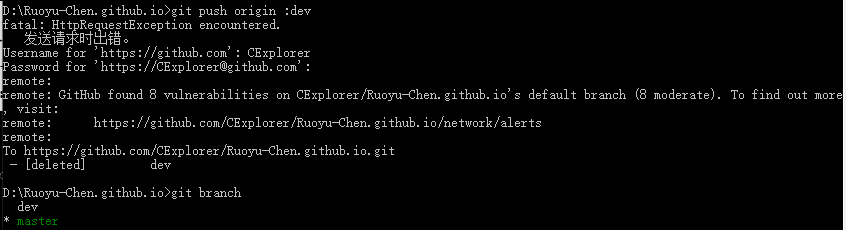 D:\Ruoyu-Chen.github.io>git push origin :dev
fatal: HttpRequestException encountered.
发送请求时出错。
Username for 'https://github.com': CExplorer
Password for 'https://CExplorer@github.com':
remote:
remote: GitHub found 8 vulnerabilities on CExplorer/Ruoyu-Chen.github.io's default branch (8 moderate). To find out more
, visit:
remote:      https://github.com/CExplorer/Ruoyu-Chen.github.io/network/alerts
remote:
To https://github.com/CExplorer/Ruoyu-Chen.github.io.git
 - [deleted]         dev
D:\Ruoyu-Chen.github.io>git branch
  dev
* master